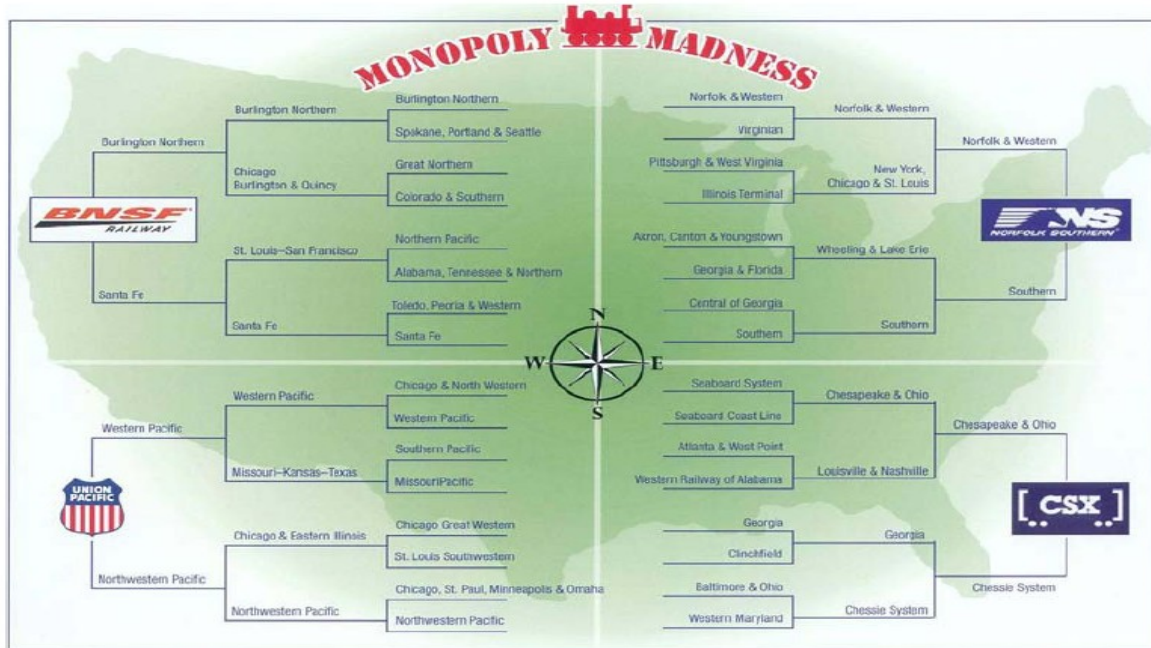 MONOPOLY MADNESS
Burlington Northern
Spokane, Portland & Seattle
Great Northern
Colorado & Southern
Northern Pacific
Alabama, Tennessee & Northern
Toledo, Peoria & Western
Santa Fe
Burlington Northern
Chicago
Burlington & Quincy
St. Louis–San Francisco
Santa Fe
Burlington Northern
Santa Fe
BNSF
RAILWAY
Norfolk & Western
Virginian
Pittsburgh & West Virginia
Illinois Terminal
Akron, Canton & Youngstown
Georgia & Florida
Central of Georgia
Southern
Norfolk & Western
New York,
Chicago & St. Louis
Wheeling & Lake Erie
Southern
Norfolk & Western
Southern
NS
NORFOLK SOUTHERN
N
W
E
S
Chicago & North Western
Western Pacific
Southern Pacific
MissouriPacific
Chicago Great Western
St. Louis Southwestern
Chicago, St. Paul, Minneapolis & Omaha
Northwestern Pacific
Western Pacific
Missouri–Kansas–Texas
Chicago & Eastern Illinois
Northwestern Pacific
Western Pacific
Northwestern Pacific
UNION
PACIFIC
Seaboard System
Seaboard Coast Line
Atlanta & West Point
Western Railway of Alabama
Georgia
Clinchfield
Baltimore & Ohio
Western Maryland
Chesapeake & Ohio
Louisville & Nashville
Georgia
Chessie System
Chesapeake & Ohio
Chessie System
[CSX]